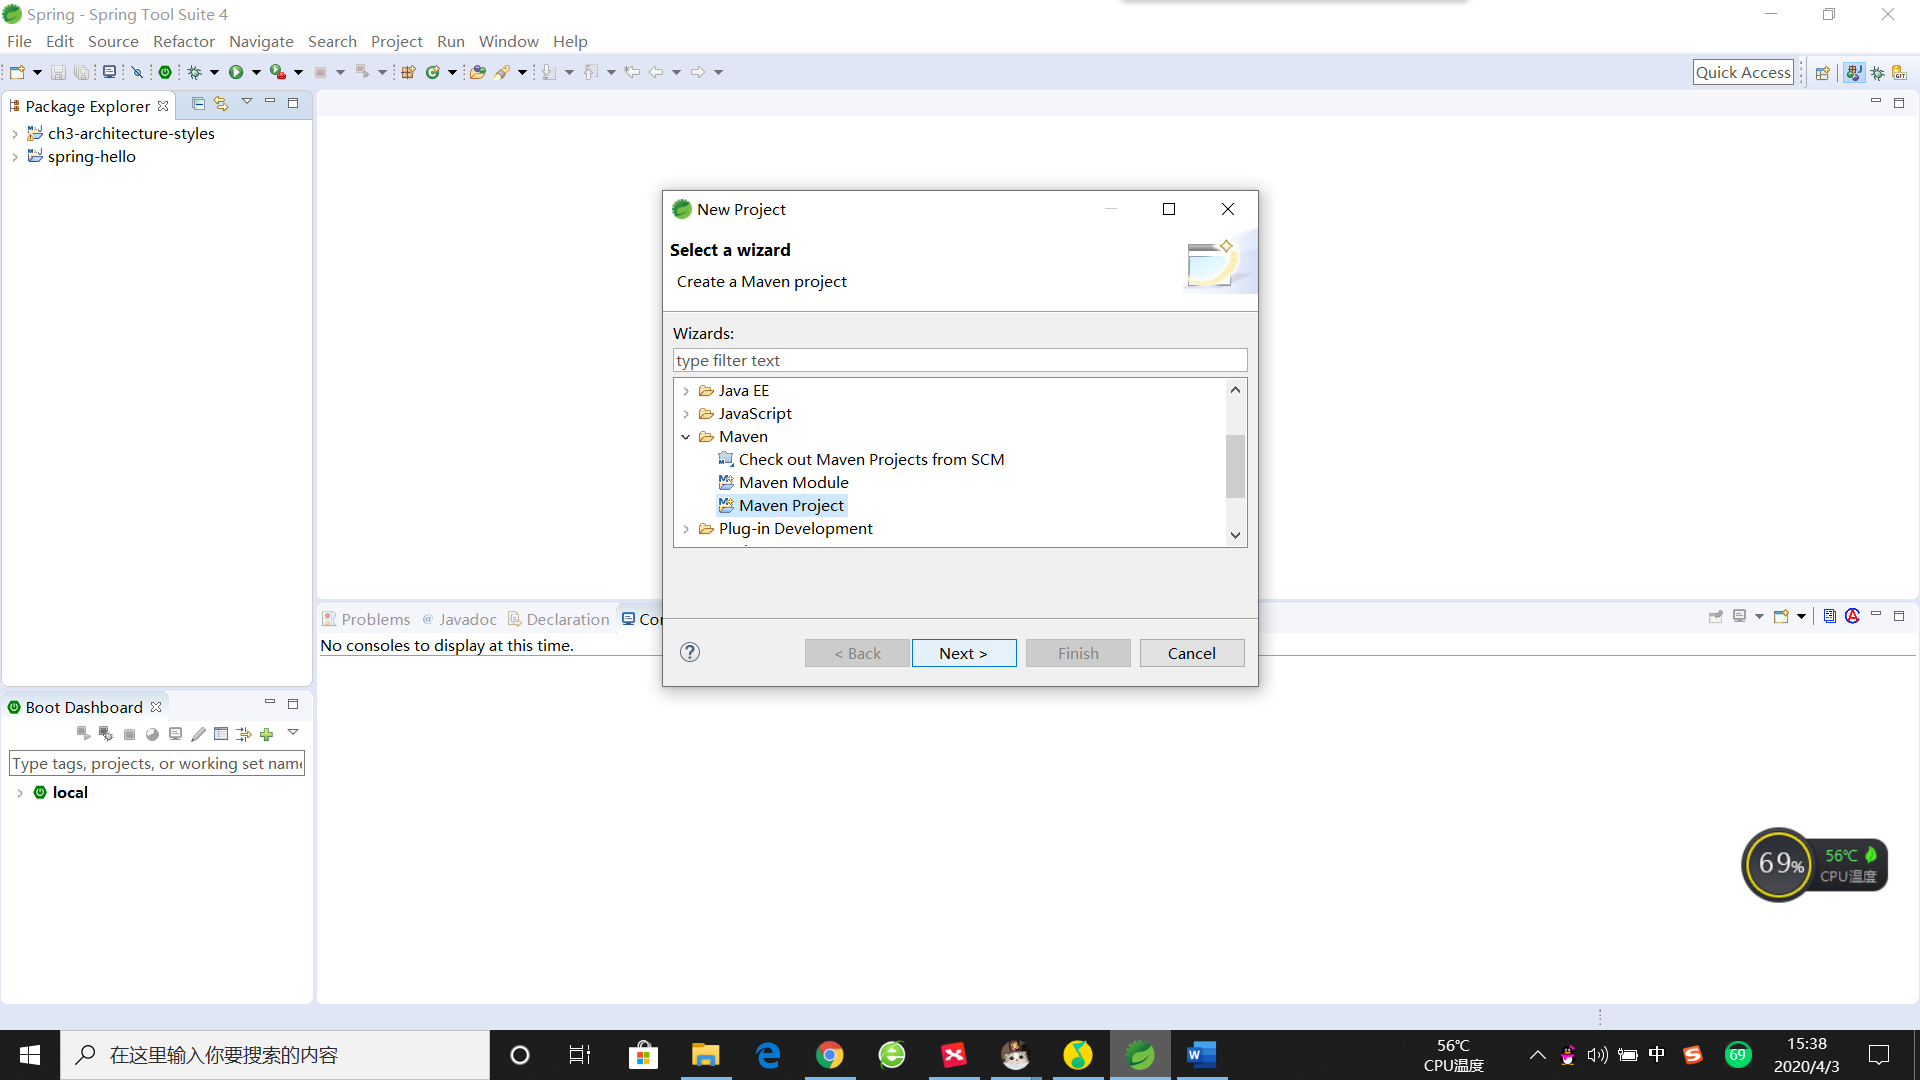 Spring - Spring Tool Suite 4
File Edit Source Refactor Navigate Search Project Run Window Help
Quick Access
Package Explorer
ch3-architecture-styles
spring-hello
New Project
Select a wizard
Create a Maven project
Wizards:
type filter text
Java EE
JavaScript
Maven
Check out Maven Projects from SCM
Maven Module
Maven Project
Plug-in Development
< Back Next > Finish Cancel
Problems Javadoc Declaration Con
No consoles to display at this time.
Boot Dashboard
Type tags, projects, or working set name
local
69%
56℃
CPU温度
在这里输入你要搜索的内容
56℃
CPU温度
中
69
15:38
2020/4/3